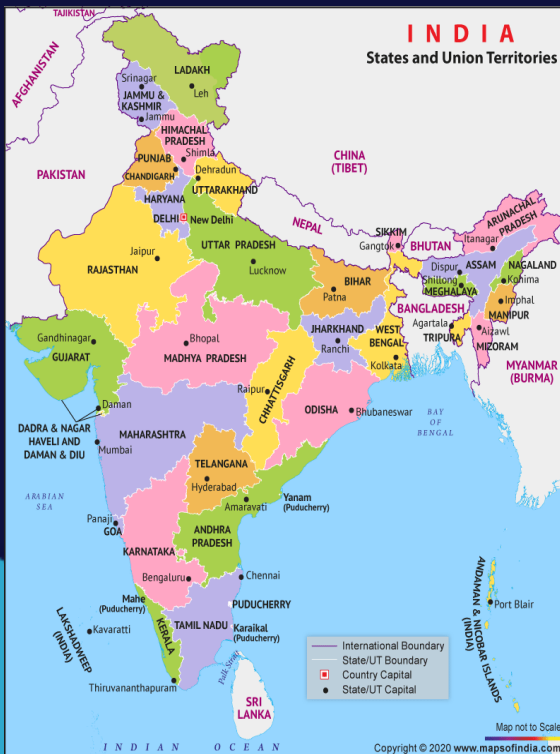 INDIA
States and Union Territories
TAJIKISTAN
AFGHANISTAN
PAKISTAN
CHINA
(TIBET)
NEPAL
BHUTAN
BANGLADESH
MYANMAR
(BURMA)
LADAKH
Leh
Srinagar
JAMMU &
KASHMIR
Jammu
HIMACHAL
PRADESH
Shimla
PUNJAB
CHANDIGARH
Dehradun
UTTARAKHAND
HARYANA
DELHI
New Delhi
RAJASTHAN
Jaipur
UTTAR PRADESH
Lucknow
BIHAR
Patna
SIKKIM
Gangtok
ARUNACHAL
PRADESH
Itanagar
ASSAM
Dispur
NAGALAND
Kohima
Shillong
MEGHALAYA
Imphal
MANIPUR
Agartala
TRIPURA
Aizawl
MIZORAM
GUJARAT
Gandhinagar
MADHYA PRADESH
Bhopal
JHARKHAND
Ranchi
WEST
BENGAL
Kolkata
CHHATTISGARH
Raipur
ODISHA
Bhubaneswar
Daman
DADRA & NAGAR
HAVELI AND
DAMAN & DIU
MAHARASHTRA
Mumbai
TELANGANA
Hyderabad
Amaravati
Yanam
(Puducherry)
ANDHRA
PRADESH
Panaji
GOA
KARNATAKA
Bengaluru
Chennai
Mahe
(Puducherry)
PUDUCHERRY
KERALA
TAMIL NADU
Karaikal
(Puducherry)
Thiruvananthapuram
LAKSHADWEEP
(INDIA)
Kavaratti
ANDAMAN & NICOBAR ISLANDS
(INDIA)
Port Blair
SRI
LANKA
Palk Strait
ARABIAN
SEA
BAY
OF
BENGAL
INDIAN OCEAN
International Boundary
State/UT Boundary
Country Capital
State/UT Capital
Map not to Scale
Copyright © 2020 www.mapsofindia.com